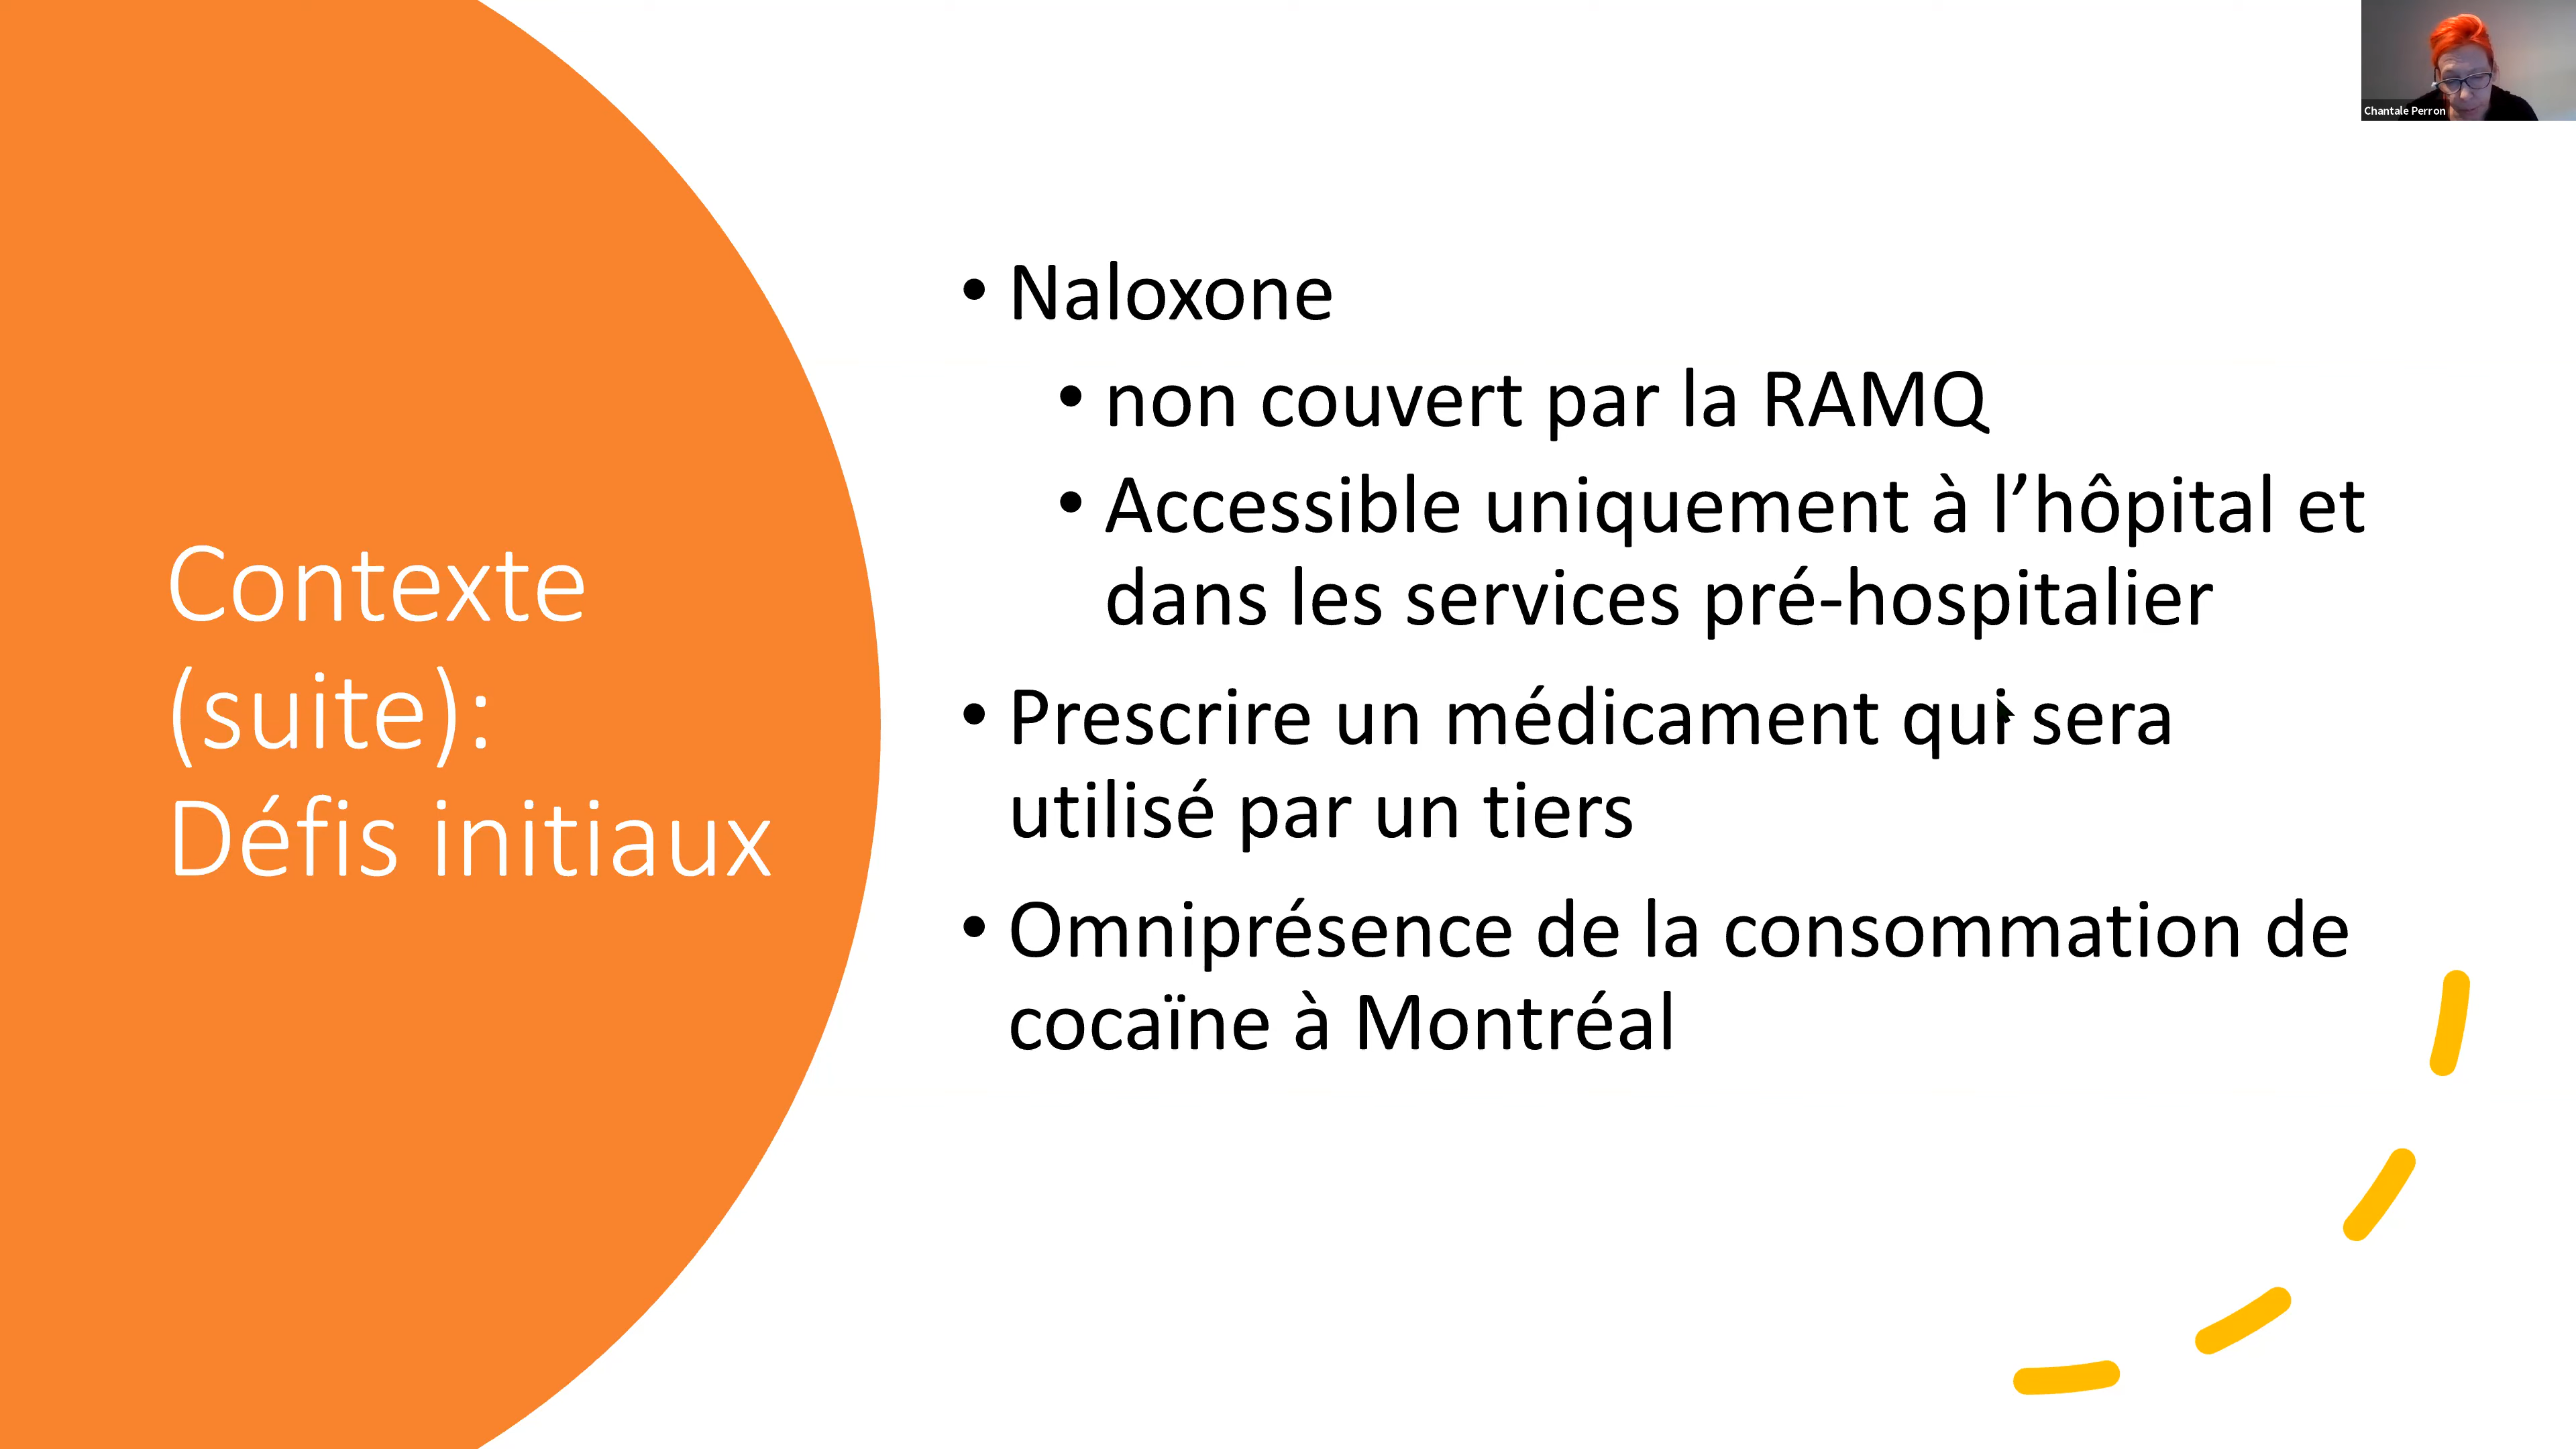 Chantale Perron
Contexte
(suite):
Défis initiaux
• Naloxone
• non couvert par la RAMQ
• Accessible uniquement à l’hôpital et
dans les services pré-hospitalier
• Prescrire un médicament qui sera
utilisé par un tiers
• Omniprésence de la consommation de
cocaïne à Montréal